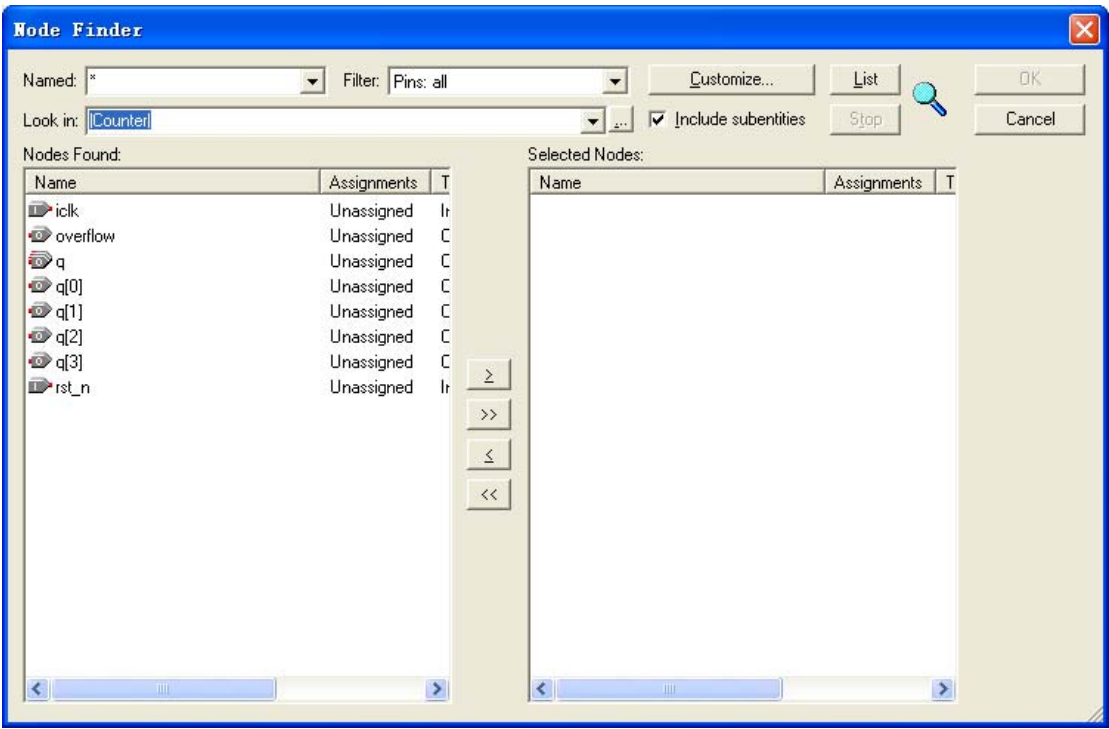 Node Finder
Named: * Filter: Pins: all Customize... List OK
Look in: |Counter| ... Include subentities Stop Cancel
Nodes Found: Selected Nodes:
Name Assignments T Name Assignments T
iclk Unassigned In
overflow Unassigned C
q Unassigned C
q[0] Unassigned C
q[1] Unassigned C
q[2] Unassigned C
q[3] Unassigned C
rst_n Unassigned In
>
>>
<
<<